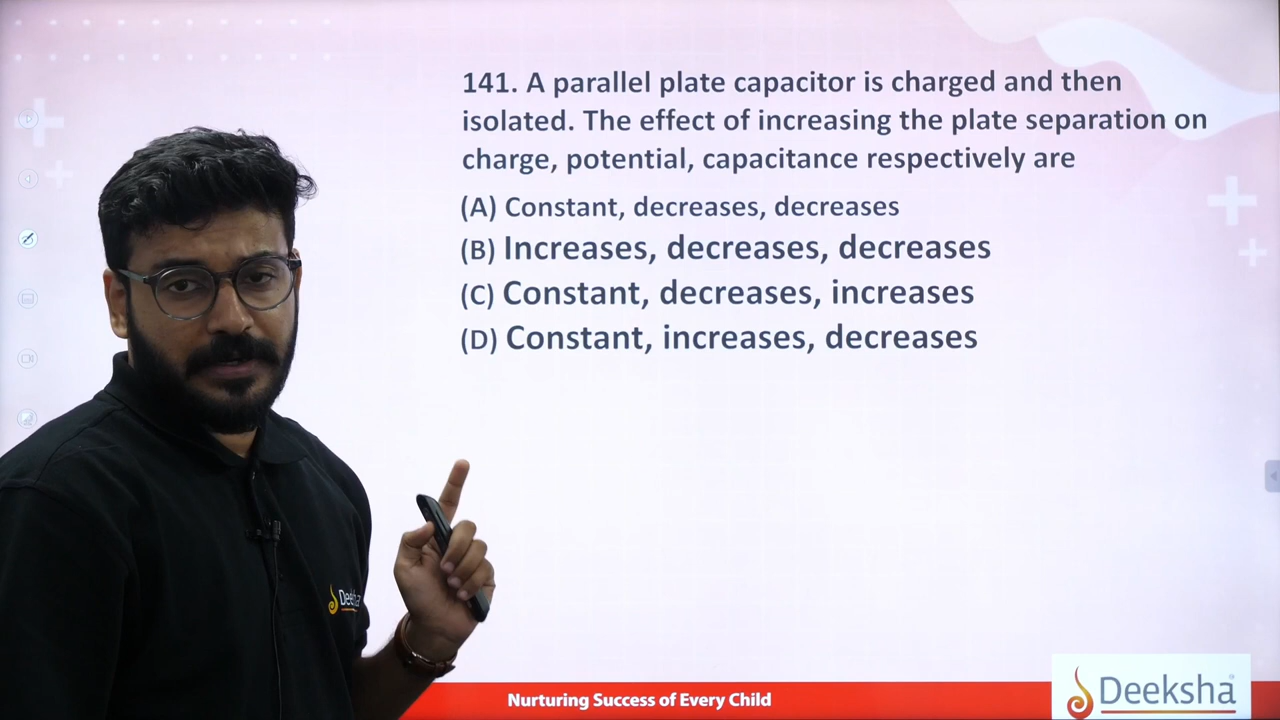 141. A parallel plate capacitor is charged and then
isolated. The effect of increasing the plate separation on
charge, potential, capacitance respectively are
(A) Constant, decreases, decreases
(B) Increases, decreases, decreases
(C) Constant, decreases, increases
(D) Constant, increases, decreases
Deeksha
Nurturing Success of Every Child
Deeksha